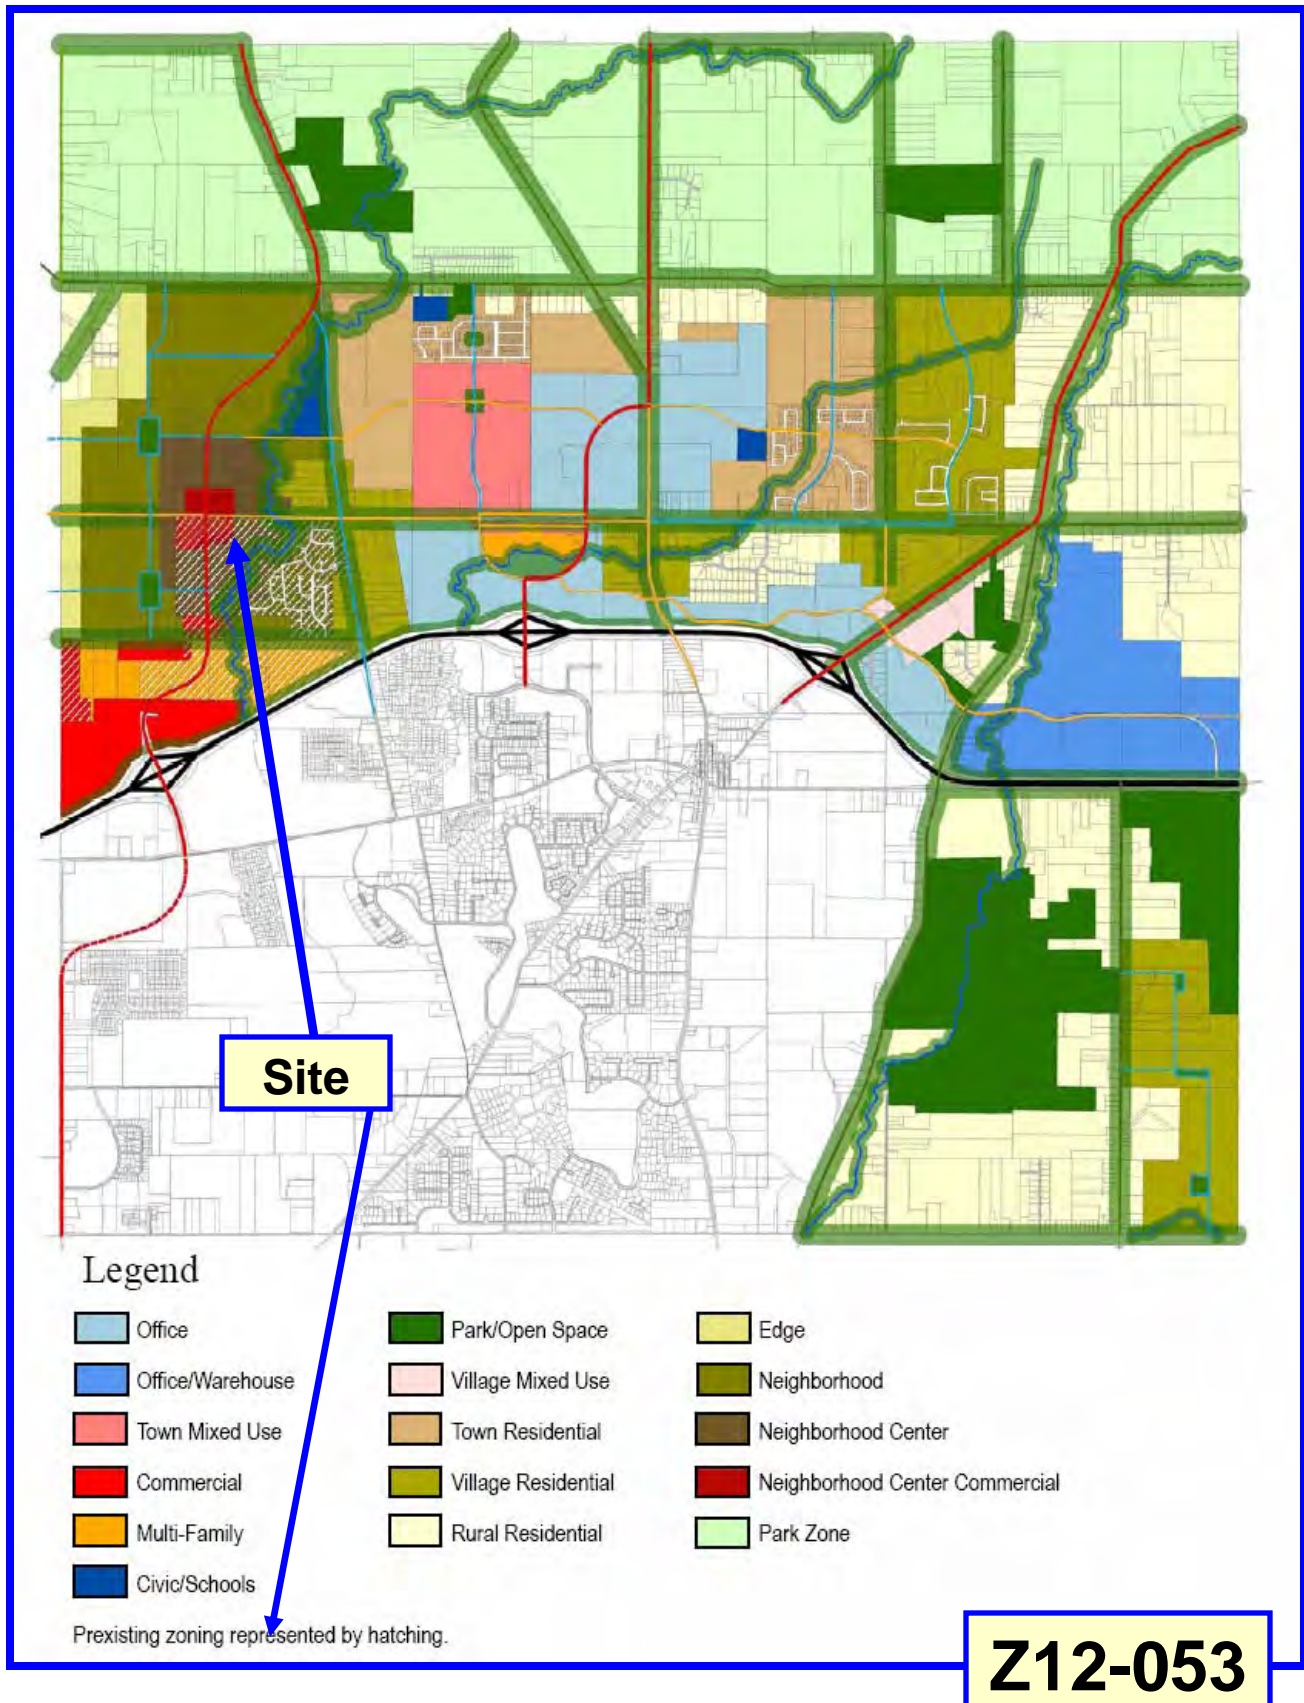 Site
Legend
Office
Park/Open Space
Edge
Office/Warehouse
Village Mixed Use
Neighborhood
Town Mixed Use
Town Residential
Neighborhood Center
Commercial
Village Residential
Neighborhood Center Commercial
Multi-Family
Rural Residential
Park Zone
Civic/Schools
Prexisting zoning represented by hatching.
Z12-053